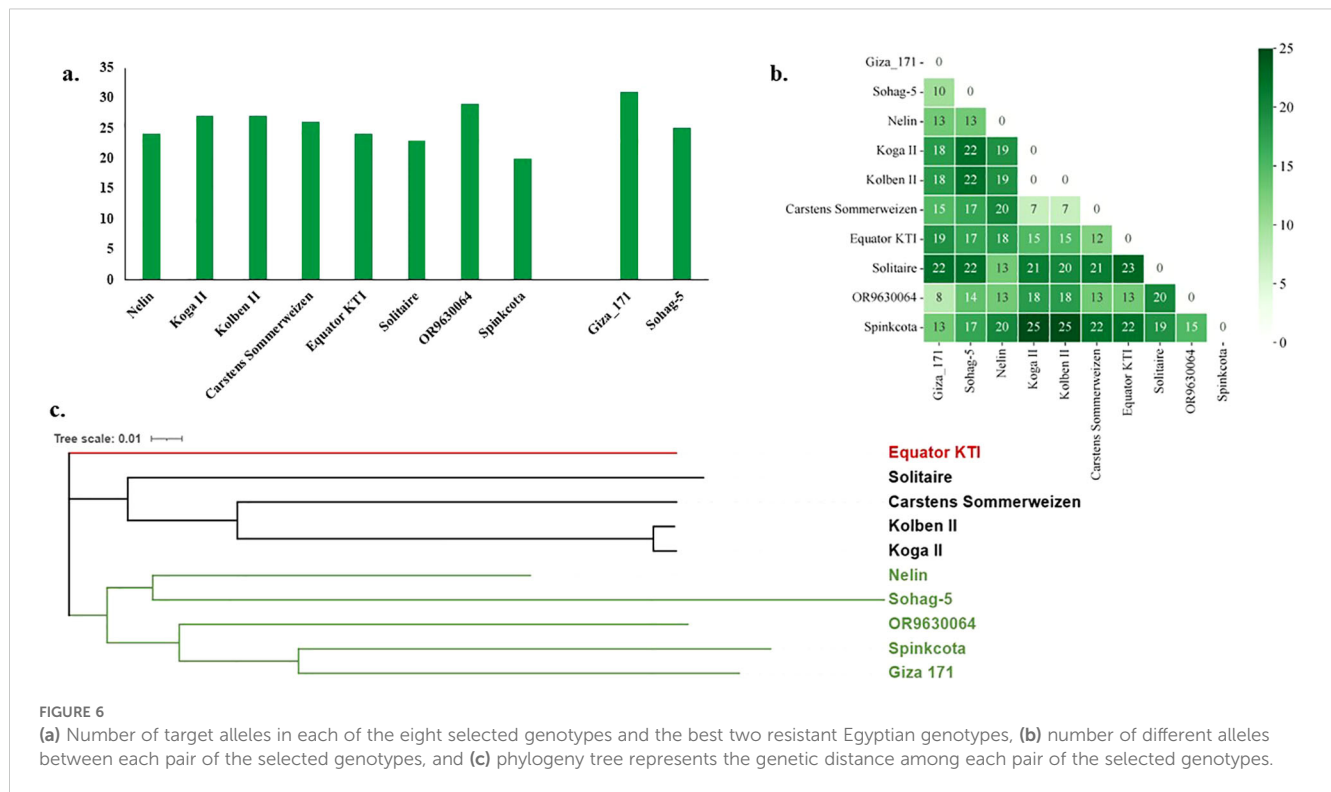 a.
35
30
25
20
15
10
5
0
Nelin
Koga II
Kolben II
Carstens Sommerweizen
Equator KTI
Solitaire
OR9630064
Spinkcota
Giza_171
Sohag-5
b.
Giza_171 0
Sohag-5 10 0
Nelin 13 13 0
Koga II 18 22 19 0
Kolben II 18 22 19 0 0
Carstens Sommerweizen 15 17 20 7 7 0
Equator KTI 19 17 18 15 15 12 0
Solitaire 22 22 13 21 20 21 23 0
OR9630064 8 14 13 18 18 13 13 20 0
Spinkcota 13 17 20 25 25 22 22 19 15 0
Giza_171
Sohag-5
Nelin
Koga II
Kolben II
Carstens Sommerweizen
Equator KTI
Solitaire
OR9630064
Spinkcota
25
20
15
10
5
0
c.
Tree scale: 0.01
Equator KTI
Solitaire
Carstens Sommerweizen
Kolben II
Koga II
Nelin
Sohag-5
OR9630064
Spinkcota
Giza 171
FIGURE 6
(a) Number of target alleles in each of the eight selected genotypes and the best two resistant Egyptian genotypes, (b) number of different alleles
between each pair of the selected genotypes, and (c) phylogeny tree represents the genetic distance among each pair of the selected genotypes.